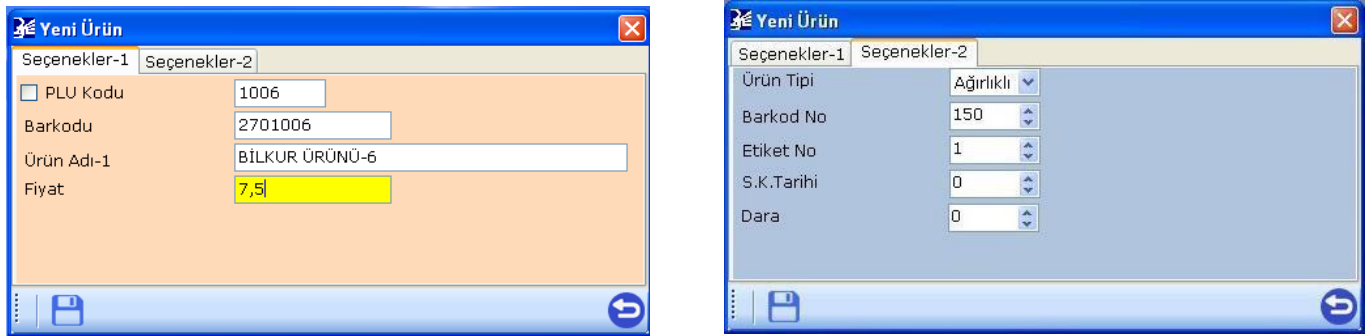 Yeni Ürün
Seçenekler-1 Seçenekler-2
PLU Kodu 1006
Barkodu 2701006
Ürün Adı-1 BİLKUR ÜRÜNÜ-6
Fiyat 7,5
Yeni Ürün
Seçenekler-1 Seçenekler-2
Ürün Tipi Ağırlıklı
Barkod No 150
Etiket No 1
S.K.Tarihi 0
Dara 0